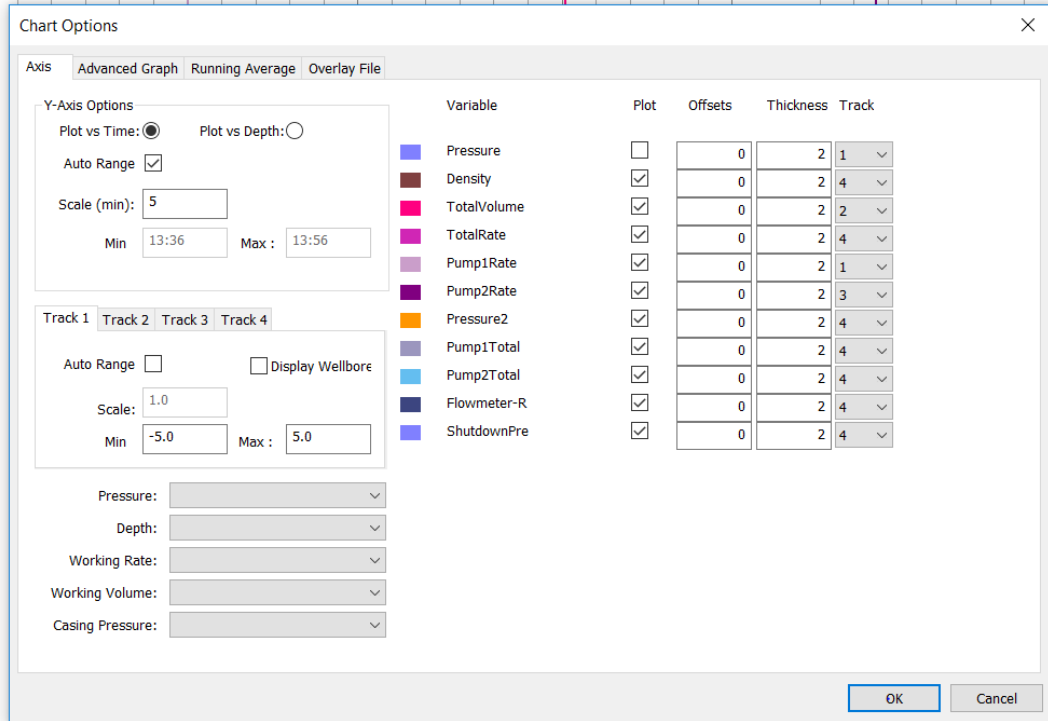 Chart Options
Axis Advanced Graph Running Average Overlay File
Y-Axis Options
Plot vs Time: Plot vs Depth:
Auto Range
Scale (min): 5
Min 13:36 Max : 13:56
Track 1 Track 2 Track 3 Track 4
Auto Range Display Wellbore
Scale: 1.0
Min -5.0 Max : 5.0
Pressure:
Depth:
Working Rate:
Working Volume:
Casing Pressure:
Variable Plot Offsets Thickness Track
Pressure 0 2 1
Density 0 2 4
TotalVolume 0 2 2
TotalRate 0 2 4
Pump1Rate 0 2 1
Pump2Rate 0 2 3
Pressure2 0 2 4
Pump1Total 0 2 4
Pump2Total 0 2 4
Flowmeter-R 0 2 4
ShutdownPre 0 2 4
OK Cancel